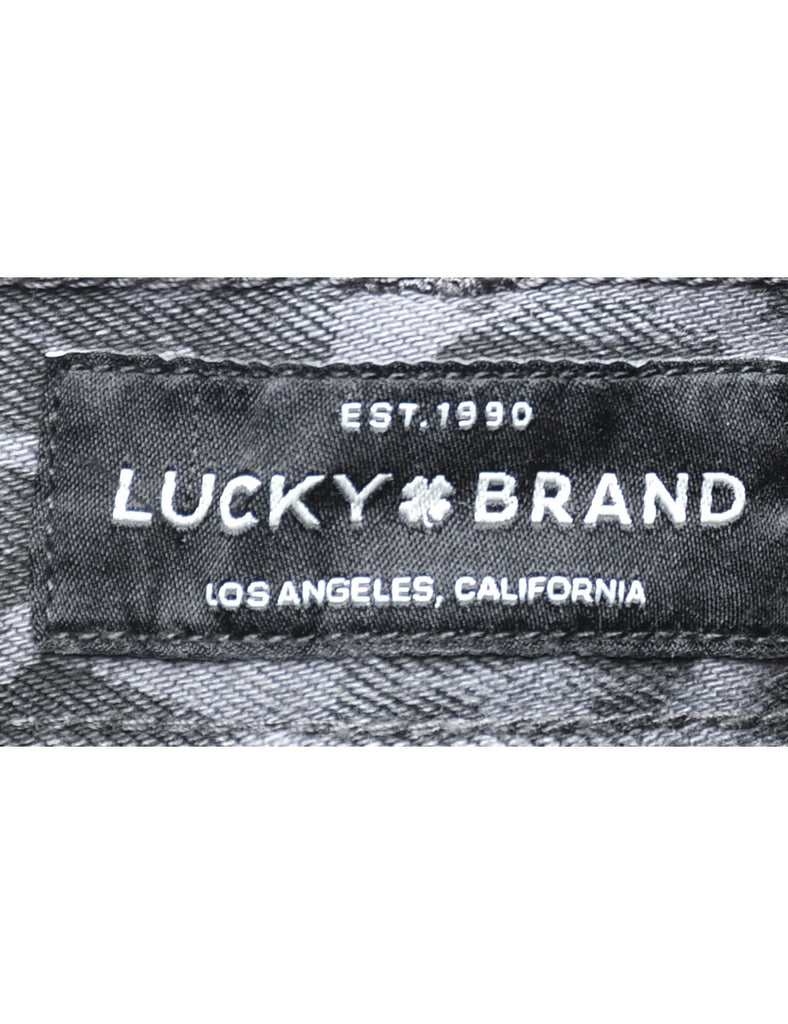 EST.1990
LUCKY BRAND
LOS ANGELES, CALIFORNIA